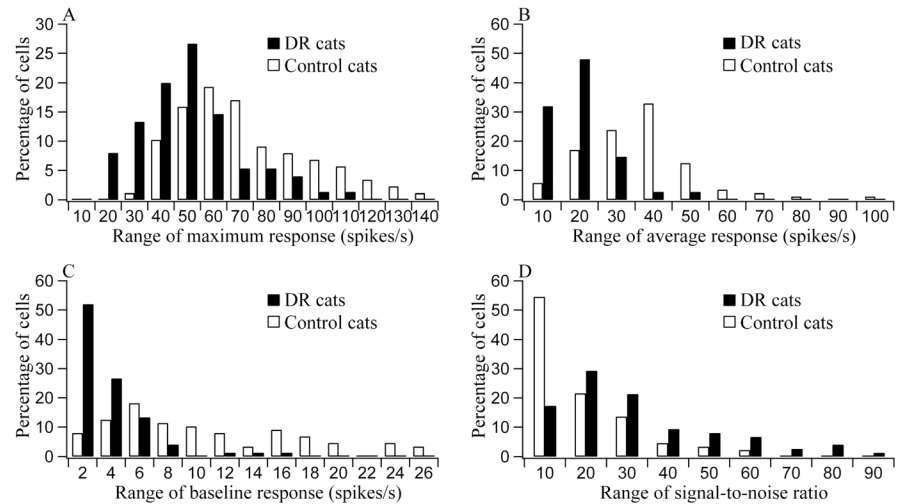 A
30
25
20
15
10
5
0
Percentage of cells
DR cats
Control cats
10 20 30 40 50 60 70 80 90 100 110 120 130 140
Range of maximum response (spikes/s)
B
60
50
40
30
20
10
0
Percentage of cells
DR cats
Control cats
10 20 30 40 50 60 70 80 90 100
Range of average response (spikes/s)
C
60
50
40
30
20
10
0
Percentage of cells
DR cats
Control cats
2 4 6 8 10 12 14 16 18 20 22 24 26
Range of baseline response (spikes/s)
D
60
50
40
30
20
10
0
Percentage of cells
DR cats
Control cats
10 20 30 40 50 60 70 80 90
Range of signal-to-noise ratio